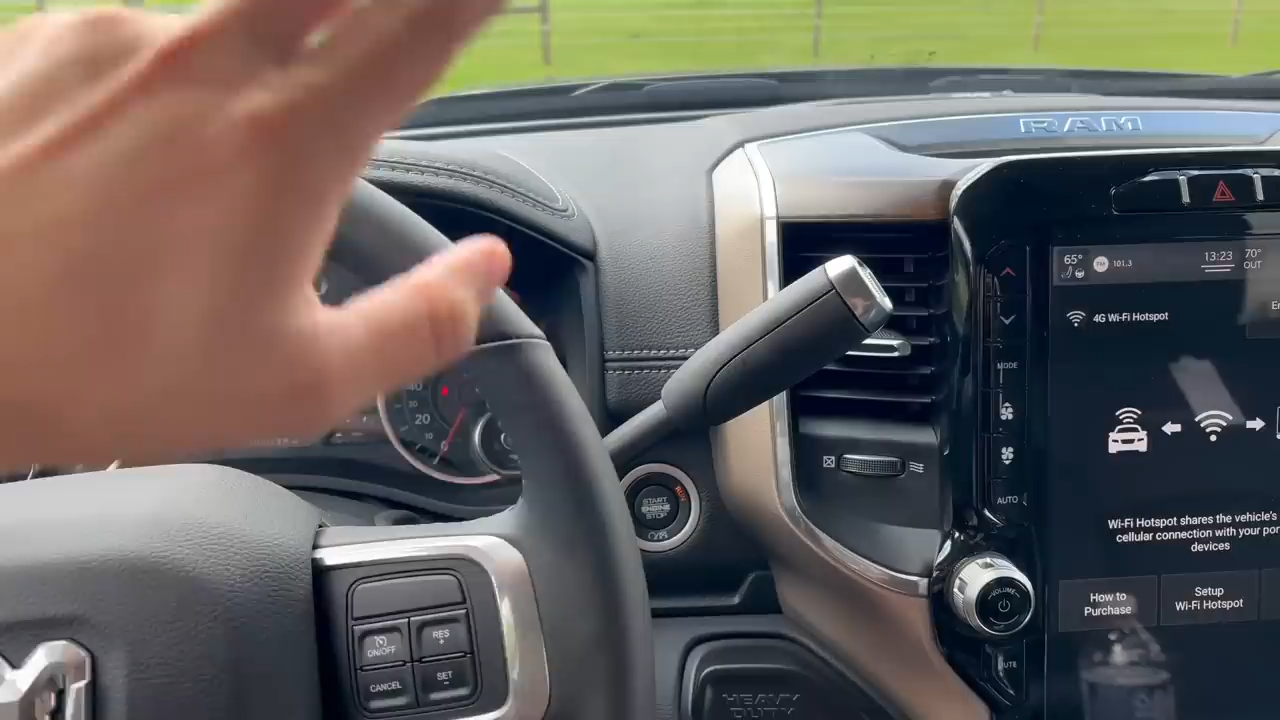 RAM
65°
FM
101.3
13:23
70°
OUT
4G Wi-Fi Hotspot
MODE
AUTO
Wi-Fi Hotspot shares the vehicle's
cellular connection with your
devices
How to
Purchase
Setup
Wi-Fi Hotspot
VOLUME
START
ENGINE
STOP
RUN
20
ON/OFF
RES
+
CANCEL
SET
-
HEAVY
DUTY